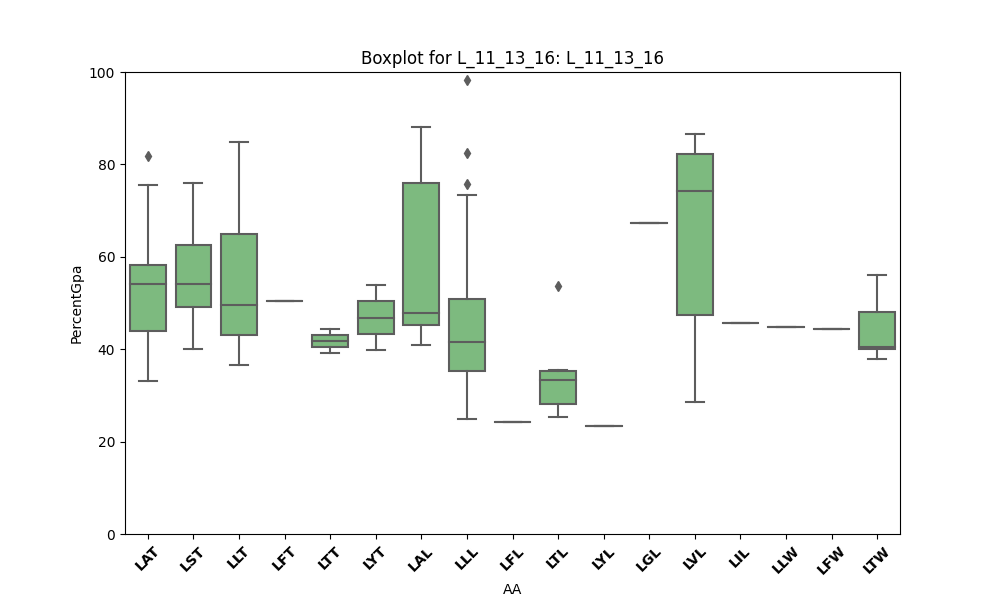 Boxplot for L_11_13_16: L_11_13_16
100
80
60
40
20
0
PercentGpa
LAT LST LLT LFT LTT LYT LAL LLL LFL LTL LYL LGL LVL LIL LLW LFW LTW
AA